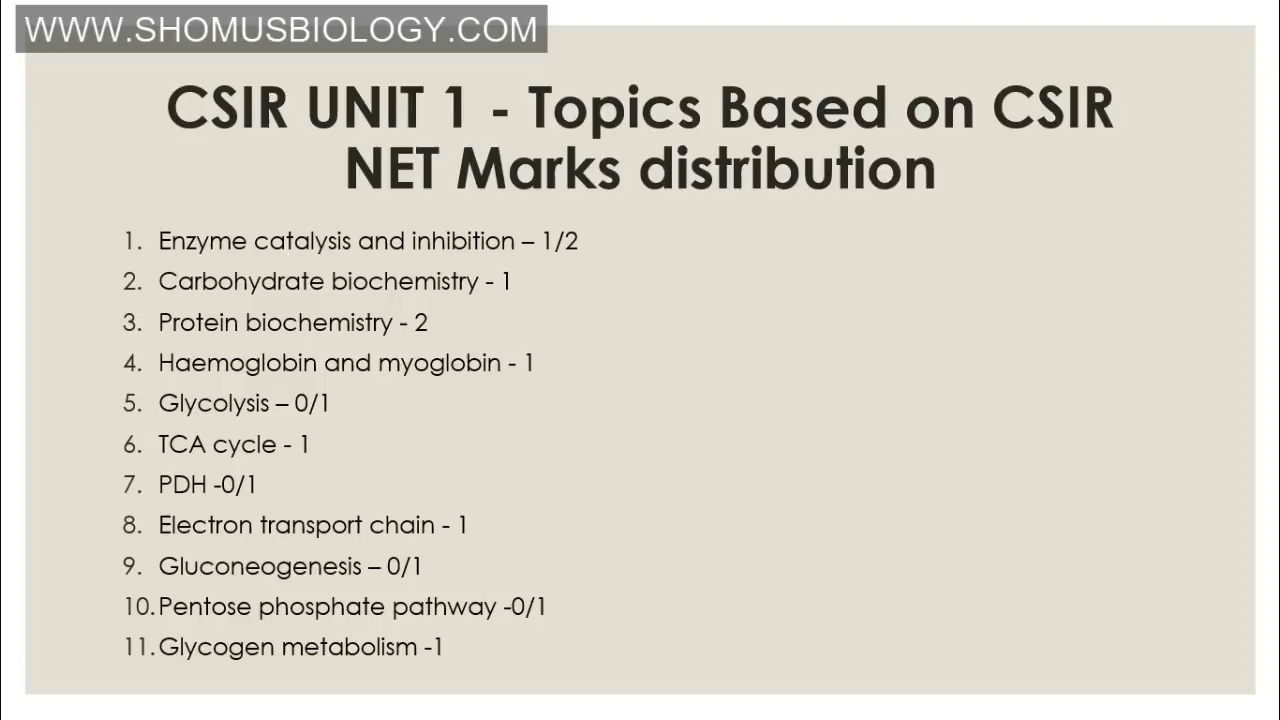 WWW.SHOMUSBIOLOGY.COM
CSIR UNIT 1 - Topics Based on CSIR
NET Marks distribution
1. Enzyme catalysis and inhibition – 1/2
2. Carbohydrate biochemistry - 1
3. Protein biochemistry - 2
4. Haemoglobin and myoglobin - 1
5. Glycolysis – 0/1
6. TCA cycle - 1
7. PDH -0/1
8. Electron transport chain - 1
9. Gluconeogenesis – 0/1
10. Pentose phosphate pathway -0/1
11. Glycogen metabolism -1